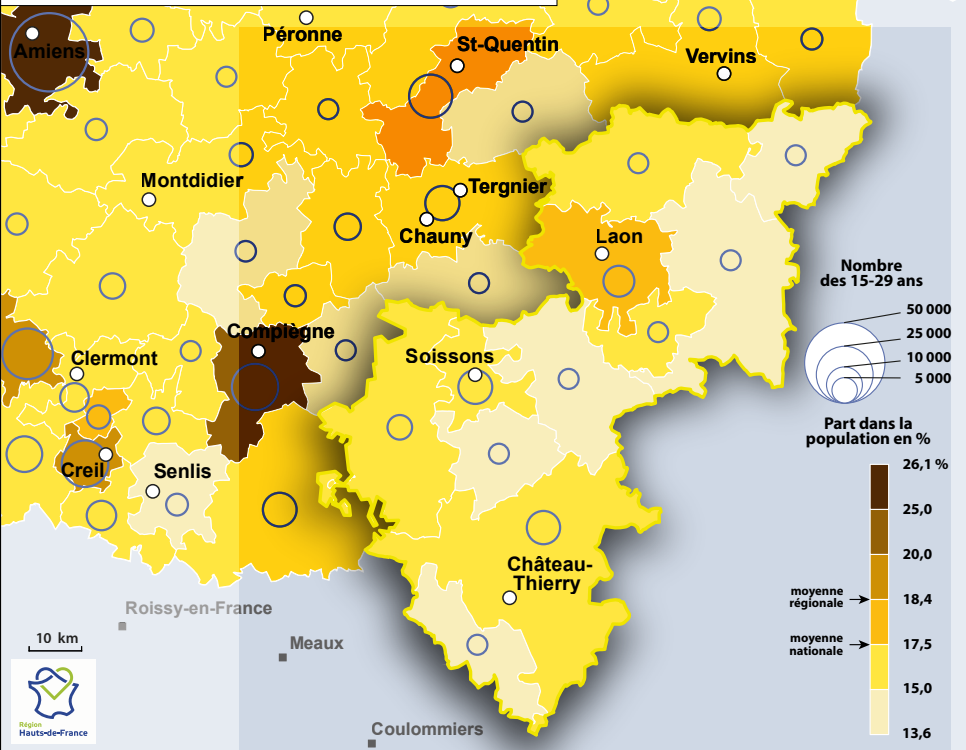 Amiens
Péronne
St-Quentin
Vervins
Montdidier
Tergnier
Chauny
Laon
Compiègne
Clermont
Soissons
Creil
Senlis
Château-
Thierry
Roissy-en-France
Meaux
Coulommiers
10 km
Région
Hauts-de-France
Nombre
des 15-29 ans
50 000
25 000
10 000
5 000
Part dans la
population en %
26,1 %
25,0
20,0
moyenne
régionale
18,4
moyenne
nationale
17,5
15,0
13,6